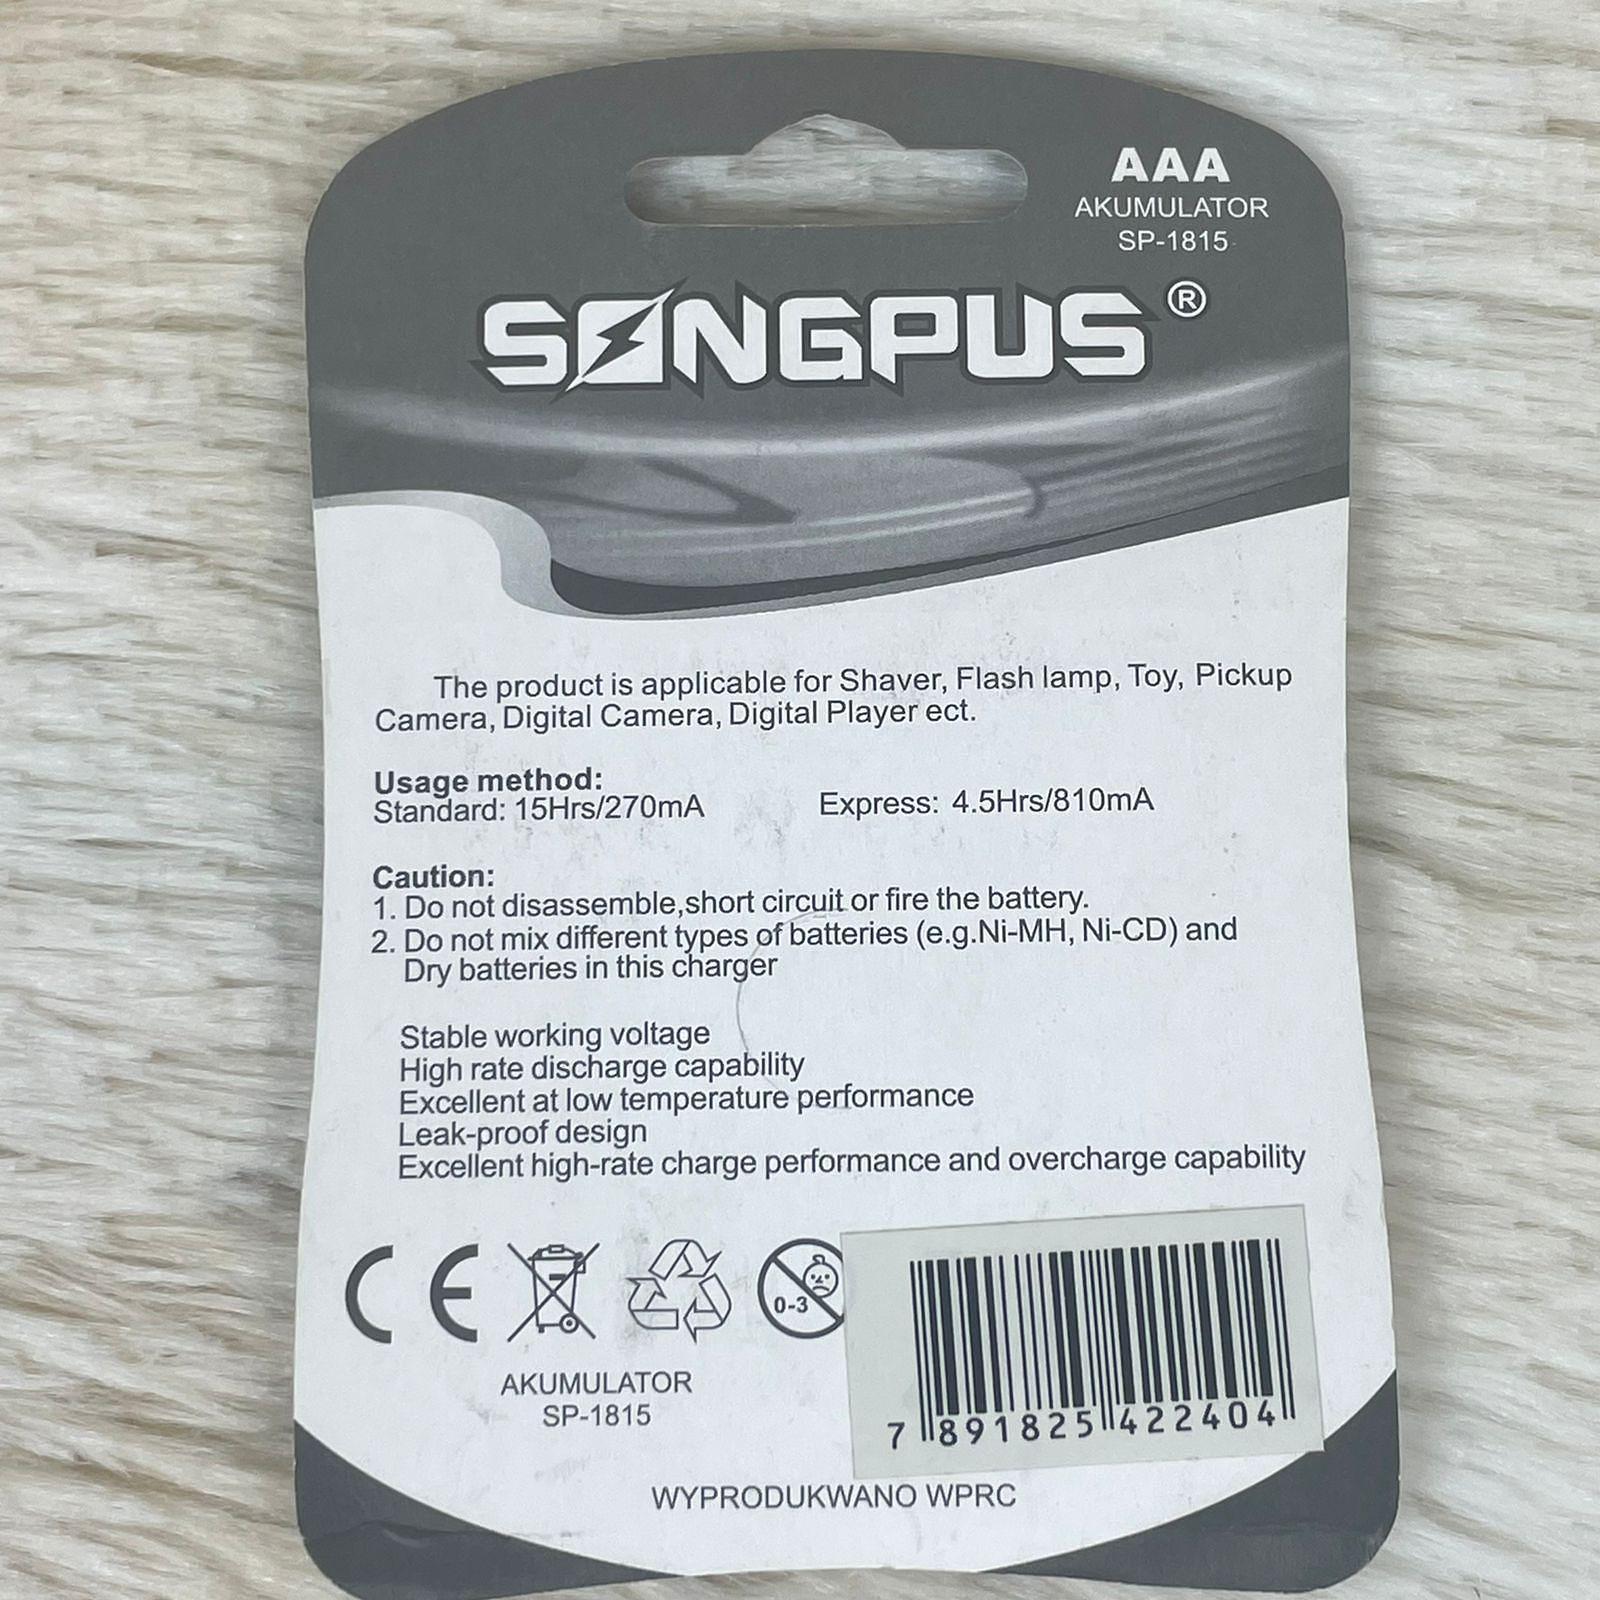 AAA
AKUMULATOR
SP-1815
SONGPUS®
The product is applicable for Shaver, Flash lamp, Toy, Pickup
Camera, Digital Camera, Digital Player ect.
Usage method:
Standard: 15Hrs/270mA Express: 4.5Hrs/810mA
Caution:
1. Do not disassemble,short circuit or fire the battery.
2. Do not mix different types of batteries (e.g.Ni-MH, Ni-CD) and
Dry batteries in this charger
Stable working voltage
High rate discharge capability
Excellent at low temperature performance
Leak-proof design
Excellent high-rate charge performance and overcharge capability
CE
0-3
AKUMULATOR
SP-1815
7 891825 422404
WYPRODUKWANO WPRC